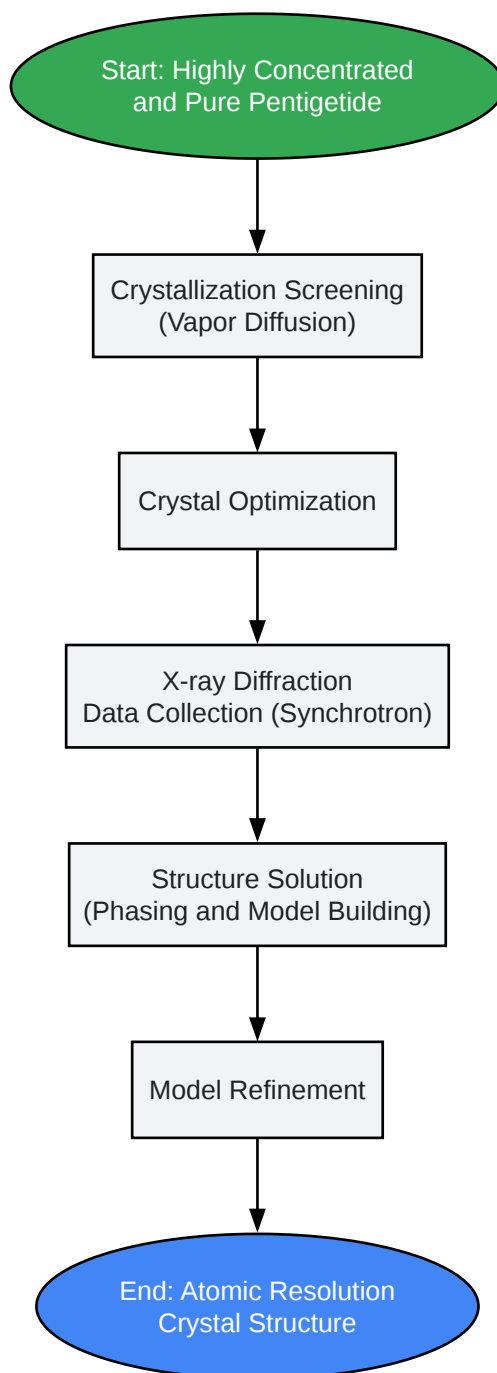 Start: Highly Concentrated
and Pure Pentigetide
Crystallization Screening
(Vapor Diffusion)
Crystal Optimization
X-ray Diffraction
Data Collection (Synchrotron)
Structure Solution
(Phasing and Model Building)
Model Refinement
End: Atomic Resolution
Crystal Structure